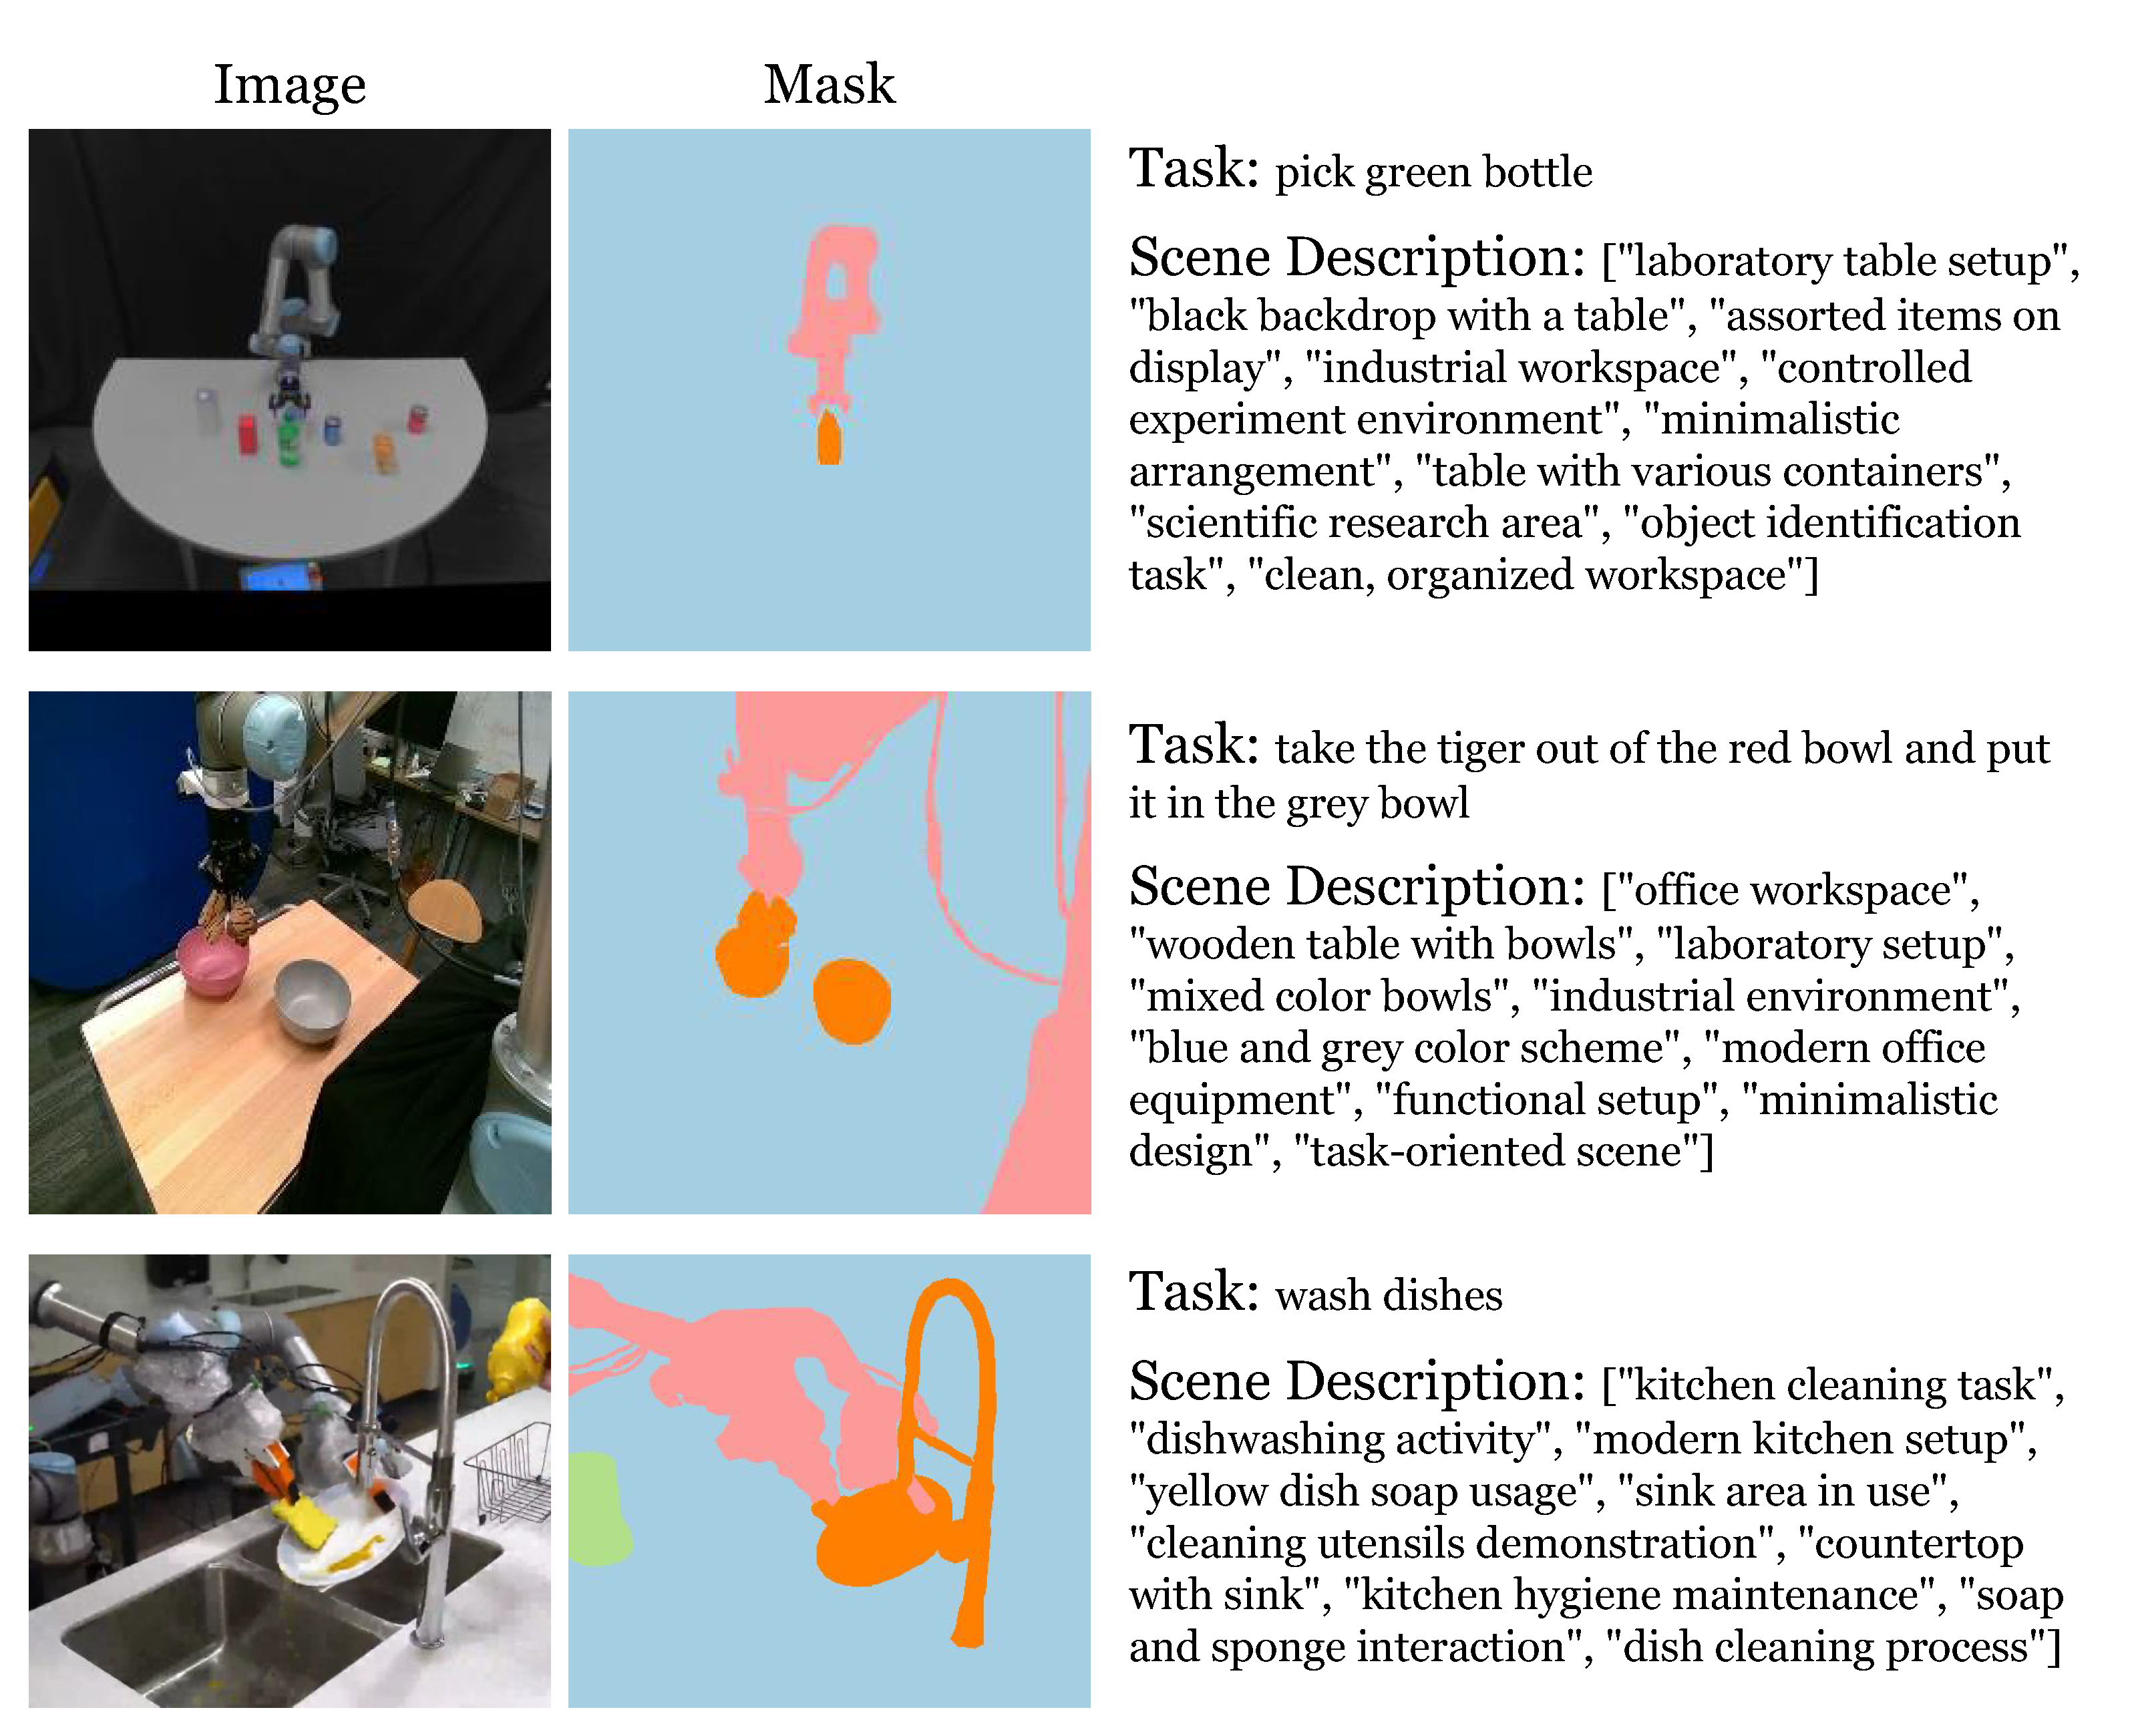 Image
Mask
Task: pick green bottle
Scene Description: ["laboratory table setup",
"black backdrop with a table", "assorted items on
display", "industrial workspace", "controlled
experiment environment", "minimalistic
arrangement", "table with various containers",
"scientific research area", "object identification
task", "clean, organized workspace"]
Task: take the tiger out of the red bowl and put
it in the grey bowl
Scene Description: ["office workspace",
"wooden table with bowls", "laboratory setup",
"mixed color bowls", "industrial environment",
"blue and grey color scheme", "modern office
equipment", "functional setup", "minimalistic
design", "task-oriented scene"]
Task: wash dishes
Scene Description: ["kitchen cleaning task",
"dishwashing activity", "modern kitchen setup",
"yellow dish soap usage", "sink area in use",
"cleaning utensils demonstration", "countertop
with sink", "kitchen hygiene maintenance", "soap
and sponge interaction", "dish cleaning process"]